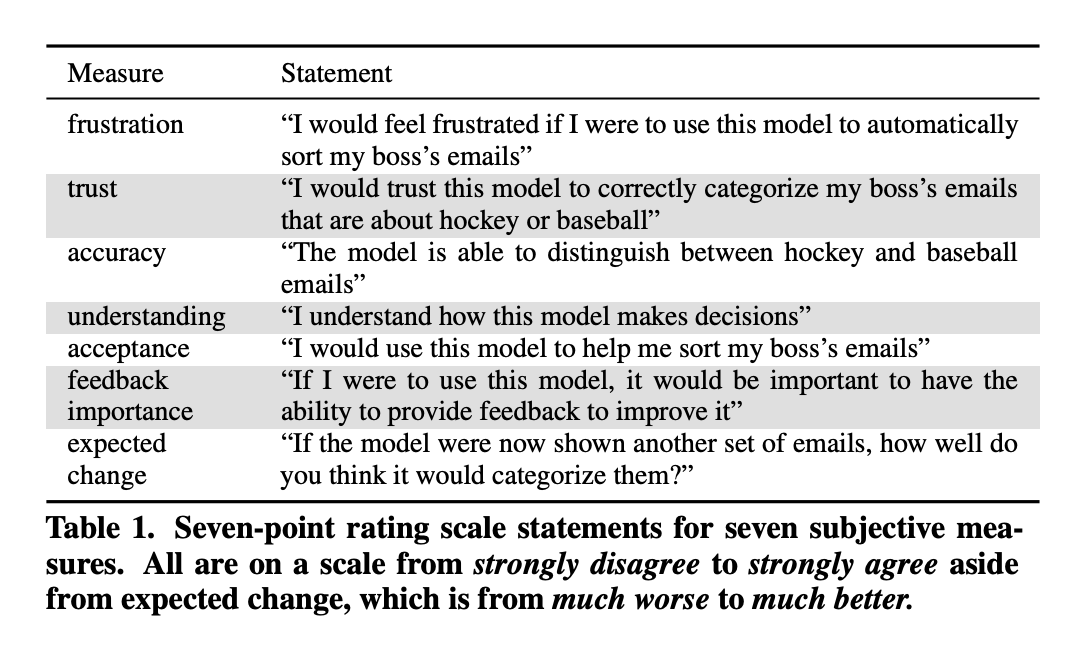 Measure Statement
frustration “I would feel frustrated if I were to use this model to automatically
sort my boss’s emails”
trust “I would trust this model to correctly categorize my boss’s emails
that are about hockey or baseball”
accuracy “The model is able to distinguish between hockey and baseball
emails”
understanding “I understand how this model makes decisions”
acceptance “I would use this model to help me sort my boss’s emails”
feedback “If I were to use this model, it would be important to have the
importance ability to provide feedback to improve it”
expected “If the model were now shown another set of emails, how well do
change you think it would categorize them?”
Table 1. Seven-point rating scale statements for seven subjective mea-
sures. All are on a scale from strongly disagree to strongly agree aside
from expected change, which is from much worse to much better.